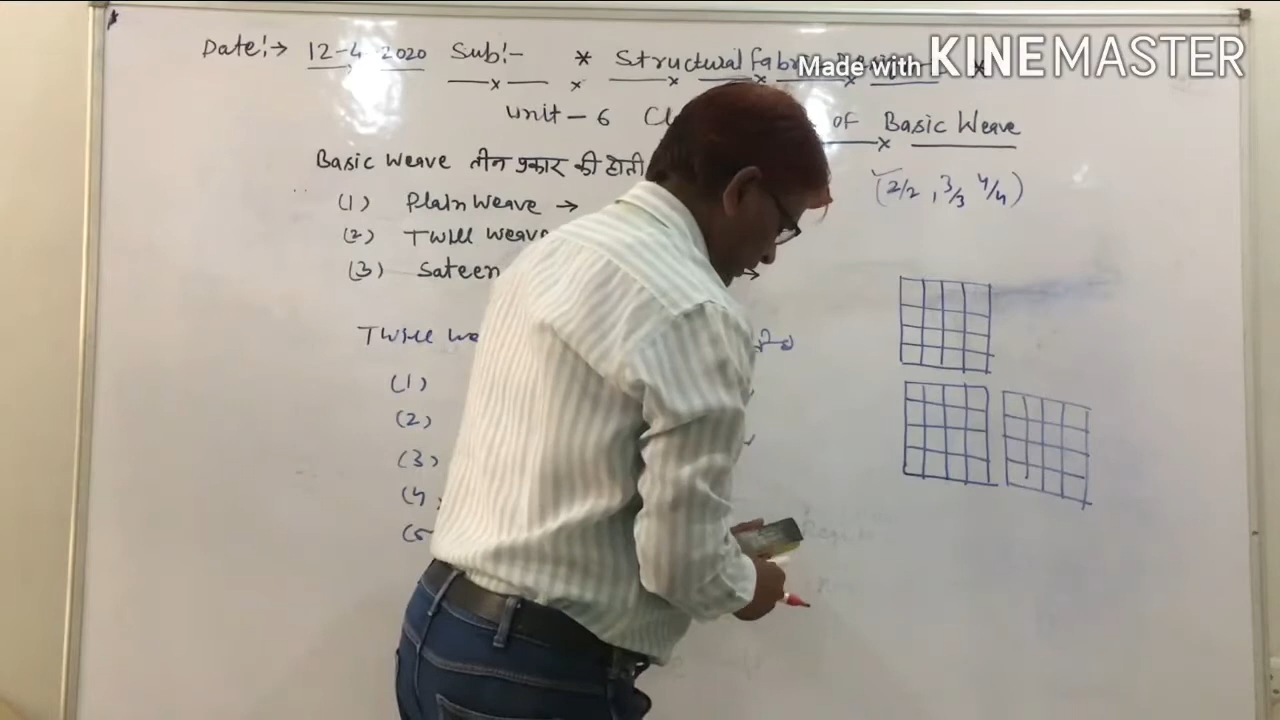 Date:→ 12-4-2020 Sub:- * Structural Fabric
Made with KINEMASTER
Unit-6 of Basic Weave
Basic Weave तीन प्रकार की होती
(2/2, 3/3 4/4)
(1) Plain Weave →
(2) Twill Weave
(3) Sateen →
Twill
(1)
(2)
(3)
(4)
(5)